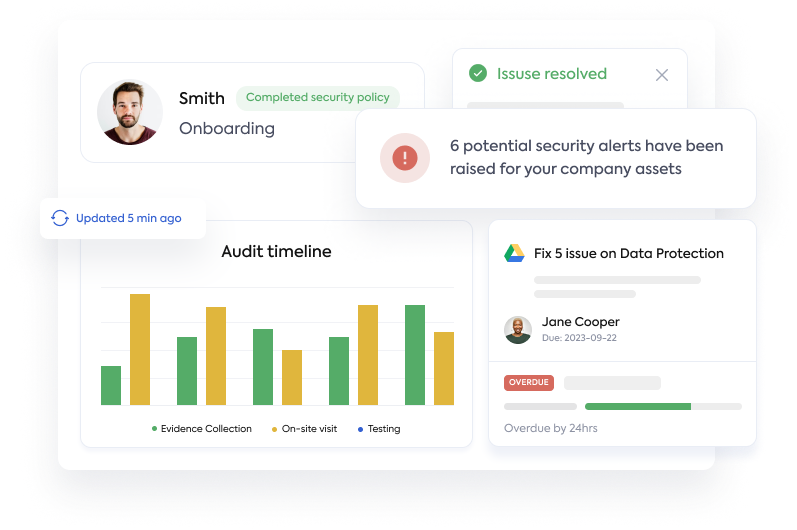 Smith
Completed security policy
Onboarding
Issuse resolved
6 potential security alerts have been
raised for your company assets
Updated 5 min ago
Audit timeline
Evidence Collection
On-site visit
Testing
Fix 5 issue on Data Protection
Jane Cooper
Due: 2023-09-22
OVERDUE
Overdue by 24hrs